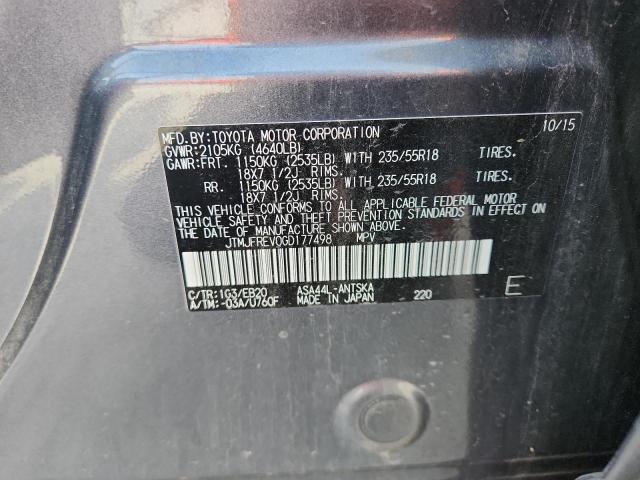 MFD.BY:TOYOTA MOTOR CORPORATION 10/15
GVWR:2105KG (4640LB)
GAWR:FRT. 1150KG (2535LB) WITH 235/55R18 TIRES.
18X7 1/2J RIMS.
RR. 1150KG (2535LB) WITH 235/55R18 TIRES.
18X7 1/2J RIMS.
THIS VEHICLE CONFORMS TO ALL APPLICABLE FEDERAL MOTOR
VEHICLE SAFETY AND THEFT PREVENTION STANDARDS IN EFFECT ON
THE DATE OF MANUFACTURE SHOWN ABOVE.
JTMJFREV0GD177498 MPV
C/TR:1G3/EB20 ASA44L-ANTSKA
A/TM:-03A/U760F MADE IN JAPAN 220 E